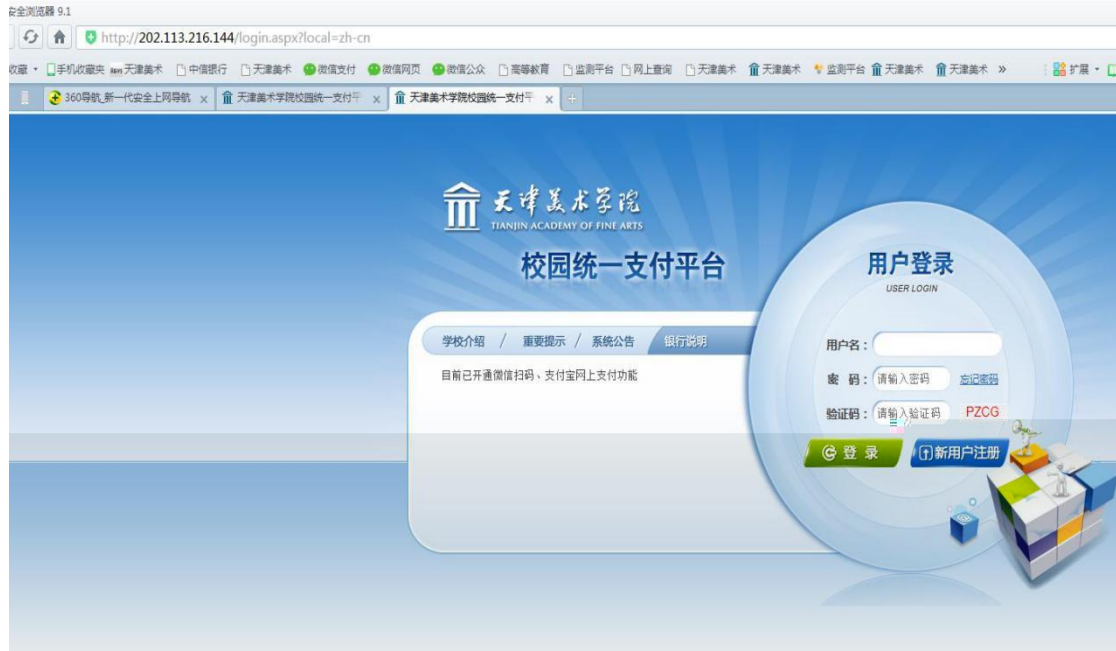 安全浏览器 9.1
http://202.113.216.144/login.aspx?local=zh-cn
收藏 手机收藏夹 天津美术 中信银行 天津美术 微信支付 微信网页 微信公众 高等教育 监测平台 网上查询 天津美术 天津美术 监测平台 天津美术 天津美术 » 扩展
360导航_新一代安全上网导航 × 天津美术学院校园统一支付平 × 天津美术学院校园统一支付平 × +
天津美术学院
TIANJIN ACADEMY OF FINE ARTS
校园统一支付平台
学校介绍 / 重要提示 / 系统公告 银行说明
目前已开通微信扫码、支付宝网上支付功能
用户登录
USER LOGIN
用户名：
密 码： 请输入密码 忘记密码
验证码： 请输入验证码 PZCG
登 录 新用户注册